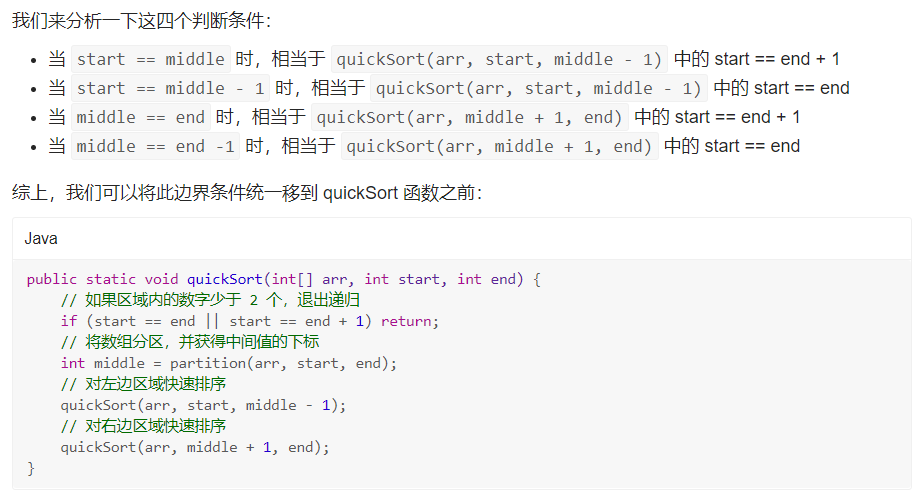 我们来分析一下这四个判断条件：
• 当 start == middle 时，相当于 quickSort(arr, start, middle - 1) 中的 start == end + 1
• 当 start == middle - 1 时，相当于 quickSort(arr, start, middle - 1) 中的 start == end
• 当 middle == end 时，相当于 quickSort(arr, middle + 1, end) 中的 start == end + 1
• 当 middle == end -1 时，相当于 quickSort(arr, middle + 1, end) 中的 start == end
综上，我们可以将此边界条件统一移到 quickSort 函数之前：
Java
public static void quickSort(int[] arr, int start, int end) {
    // 如果区域内的数字少于 2 个，退出递归
    if (start == end || start == end + 1) return;
    // 将数组分区，并获得中间值的下标
    int middle = partition(arr, start, end);
    // 对左边区域快速排序
    quickSort(arr, start, middle - 1);
    // 对右边区域快速排序
    quickSort(arr, middle + 1, end);
}